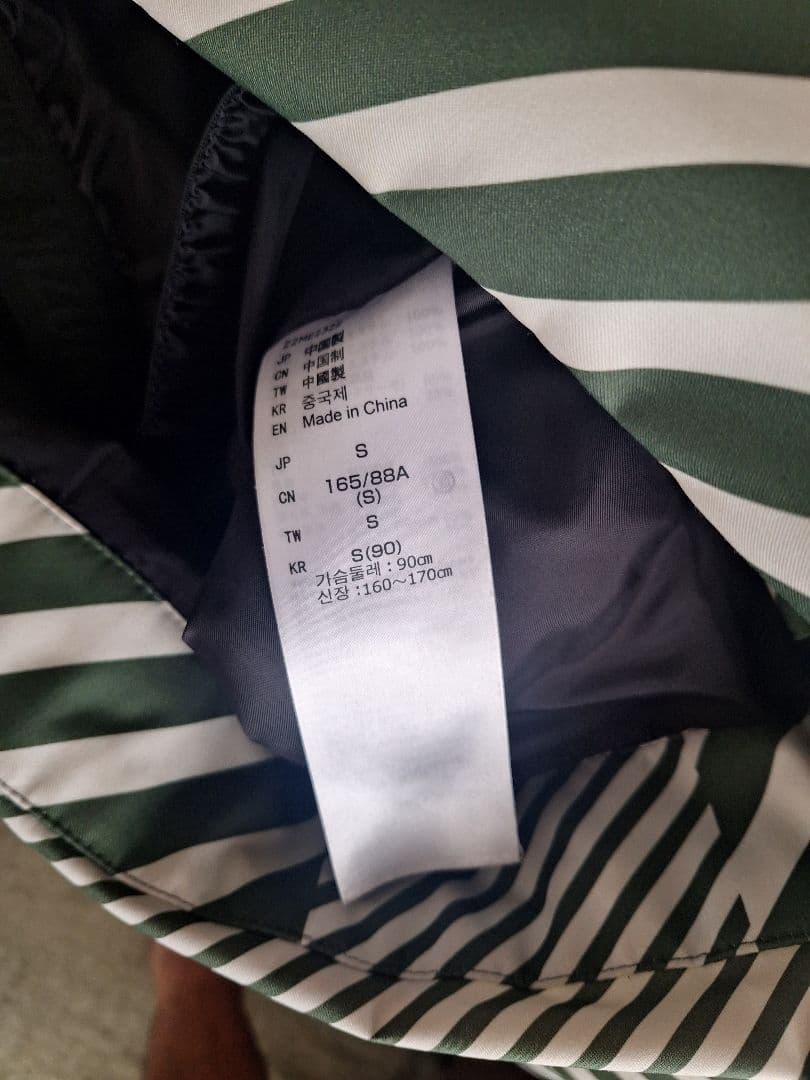 JP 中国製
CN 中国制
TW 中國製
KR 중국제
EN Made in China
JP S
CN 165/88A
(S)
TW S
KR S(90)
가슴둘레 : 90㎝
신장 :160～170㎝